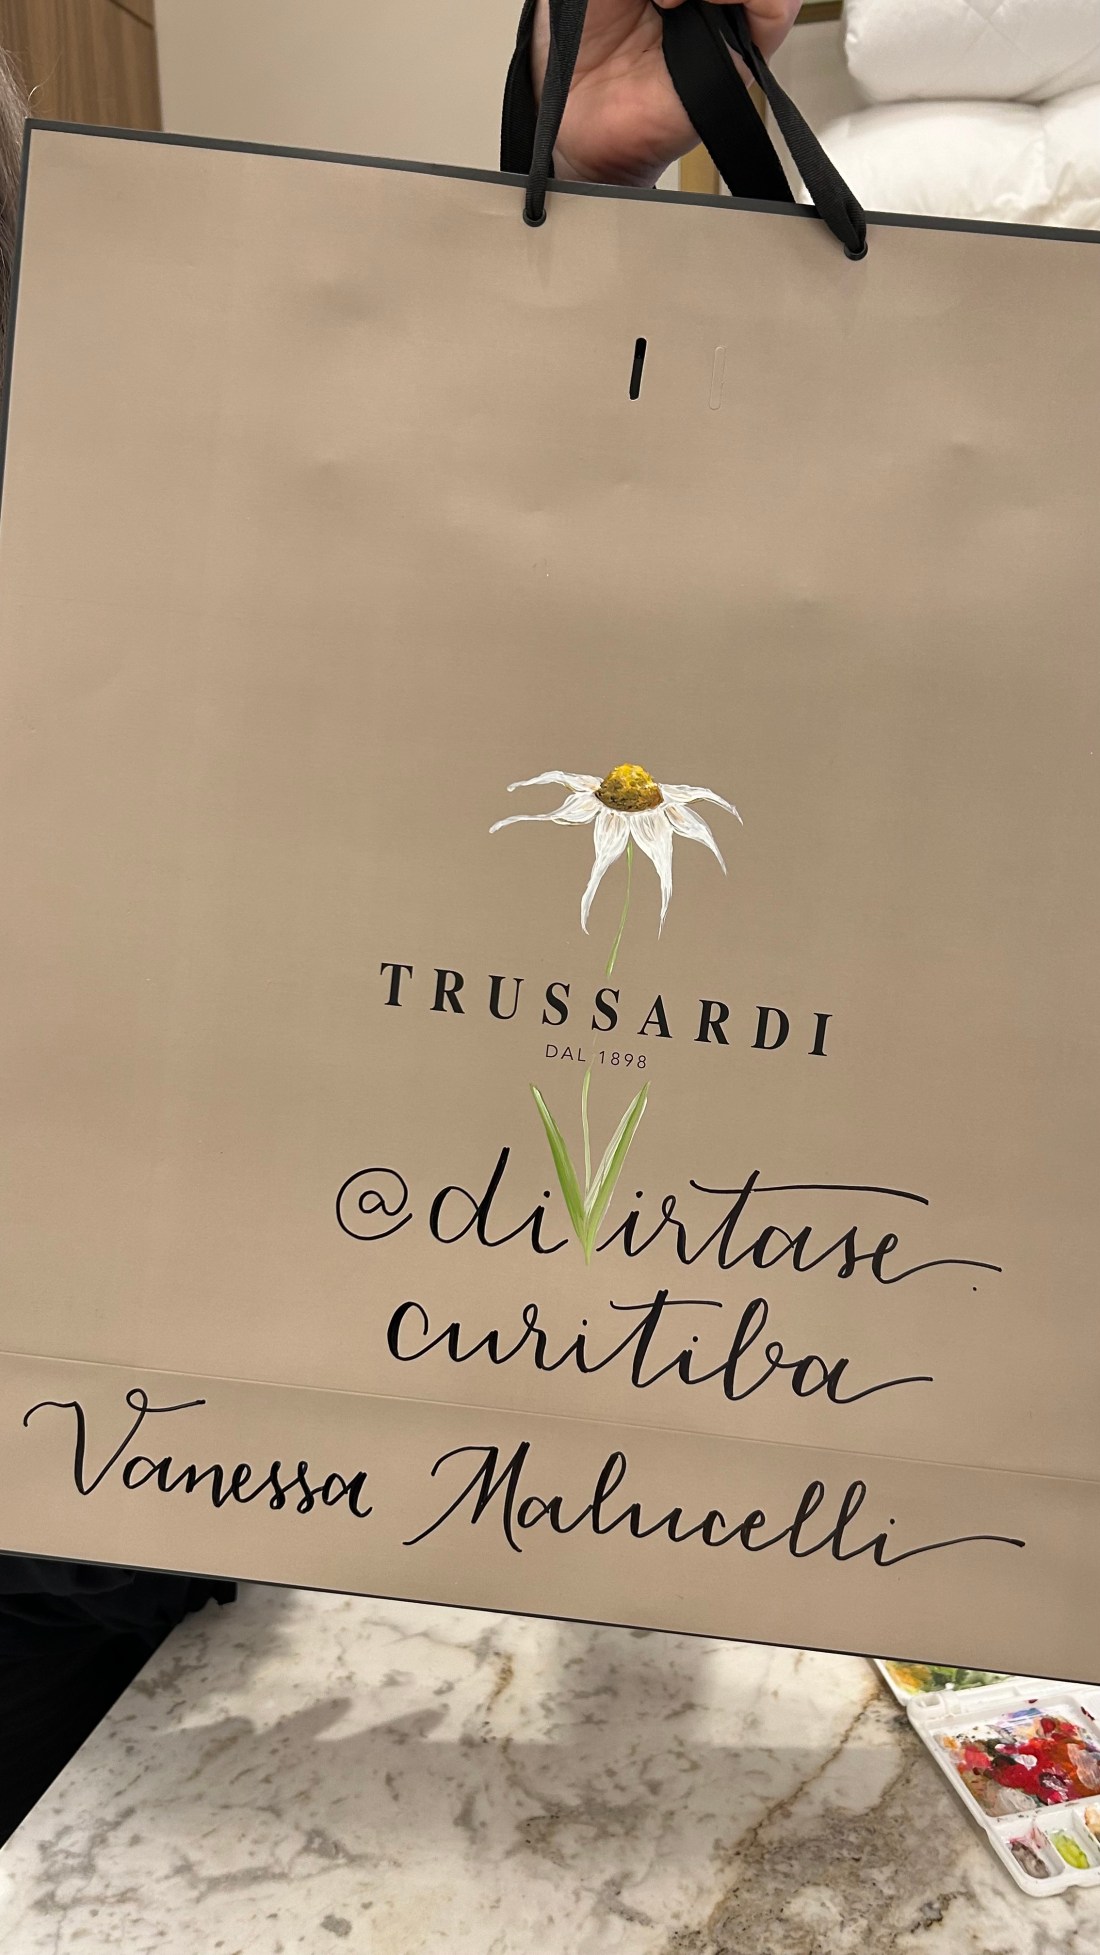 TRUSSARDI
DAL 1898
@divirtase
curitiba
Vanessa Malucelli